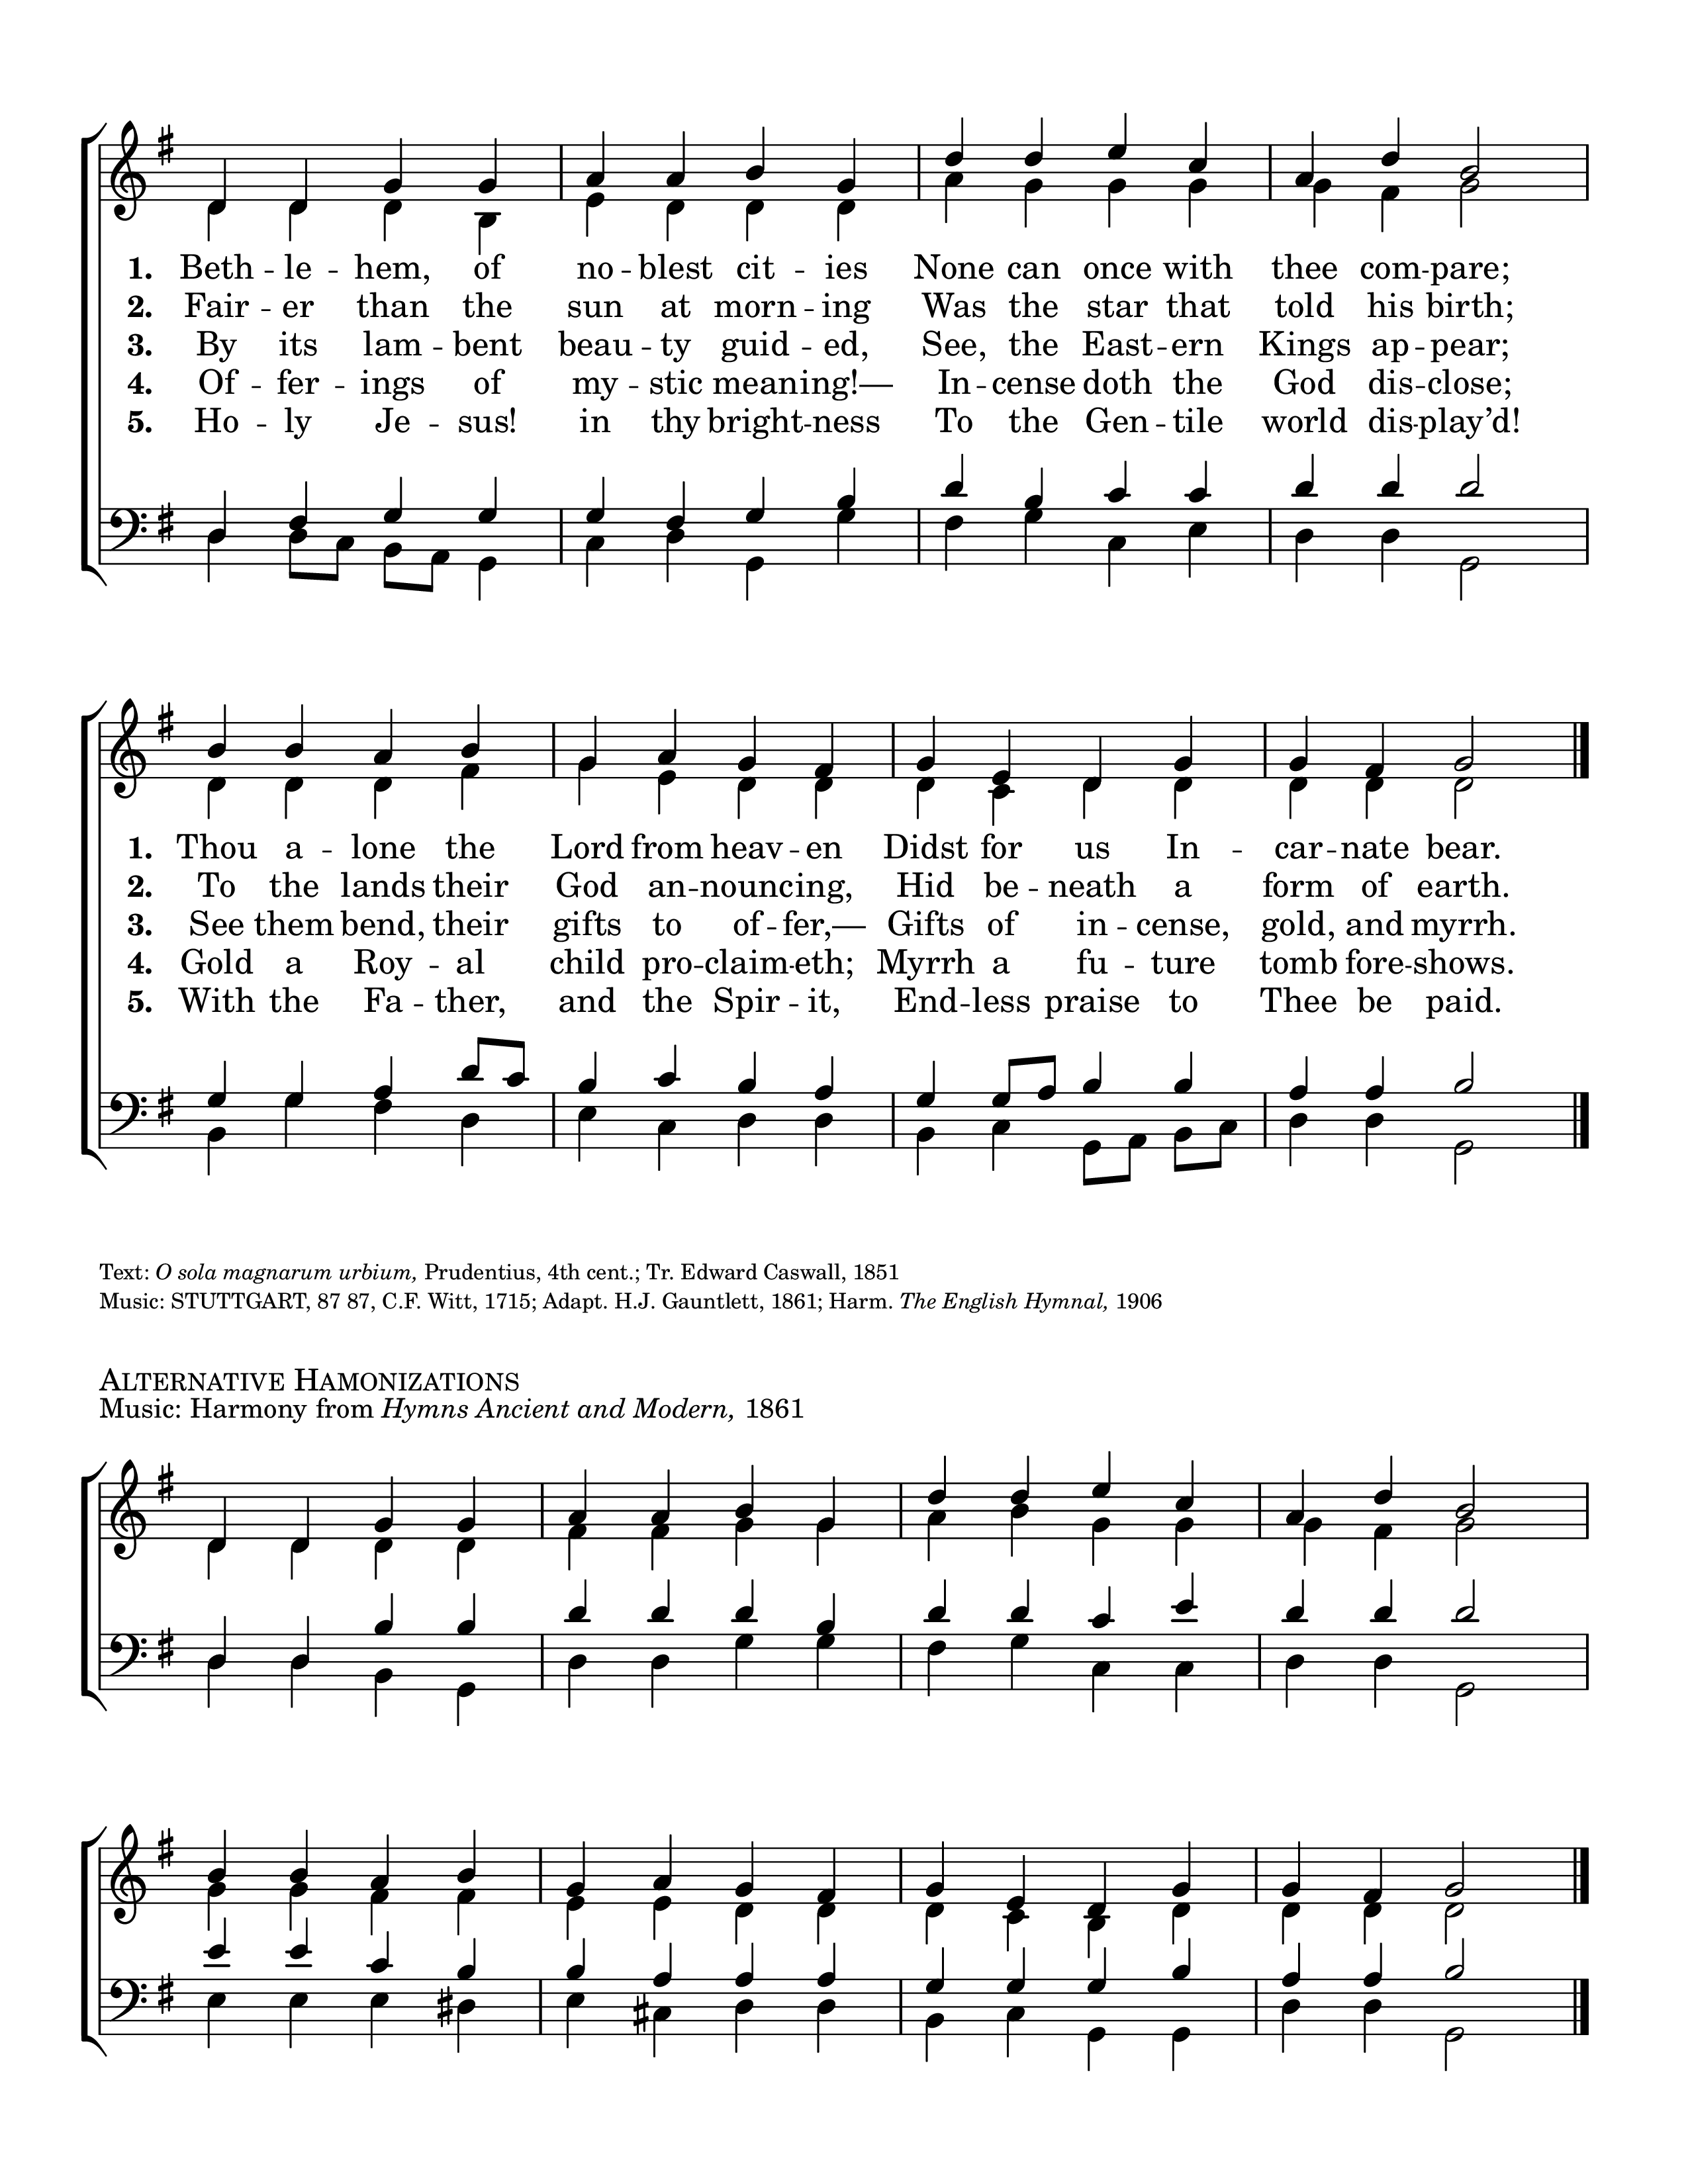 1. Beth -- le -- hem, of no -- blest cit -- ies None can once with thee com -- pare;
2. Fair -- er than the sun at morn -- ing Was the star that told his birth;
3. By its lam -- bent beau -- ty guid -- ed, See, the East -- ern Kings ap -- pear;
4. Of -- fer -- ings of my -- stic meaning!— In -- cense doth the God dis -- close;
5. Ho -- ly Je -- sus! in thy bright -- ness To the Gen -- tile world dis -- play’d!
1. Thou a -- lone the Lord from heav -- en Didst for us In -- car -- nate bear.
2. To the lands their God an -- nouncing, Hid be -- neath a form of earth.
3. See them bend, their gifts to of -- fer,— Gifts of in -- cense, gold, and myrrh.
4. Gold a Roy -- al child pro -- claim -- eth; Myrrh a fu -- ture tomb fore -- shows.
5. With the Fa -- ther, and the Spir -- it, End -- less praise to Thee be paid.
Text: O sola magnarum urbium, Prudentius, 4th cent.; Tr. Edward Caswall, 1851
Music: STUTTGART, 87 87, C.F. Witt, 1715; Adapt. H.J. Gauntlett, 1861; Harm. The English Hymnal, 1906
Alternative Hamonizations
Music: Harmony from Hymns Ancient and Modern, 1861